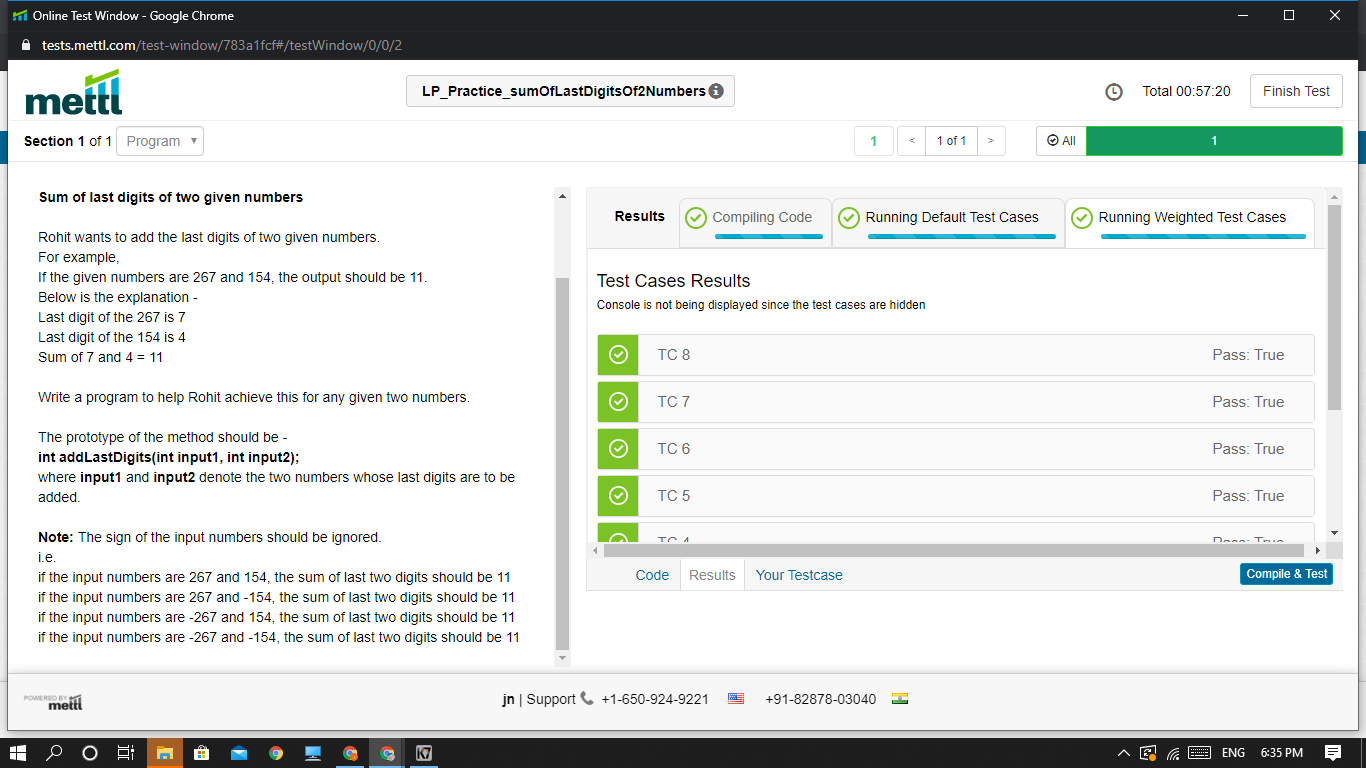 Online Test Window - Google Chrome
tests.mettl.com/test-window/783a1fcf#/testWindow/0/0/2
mettl
LP_Practice_sumOfLastDigitsOf2Numbers
Total 00:57:20
Finish Test
Section 1 of 1
Program
1
<
1 of 1
>
All
1
Sum of last digits of two given numbers
Rohit wants to add the last digits of two given numbers.
For example,
If the given numbers are 267 and 154, the output should be 11.
Below is the explanation -
Last digit of the 267 is 7
Last digit of the 154 is 4
Sum of 7 and 4 = 11
Write a program to help Rohit achieve this for any given two numbers.
The prototype of the method should be -
int addLastDigits(int input1, int input2);
where input1 and input2 denote the two numbers whose last digits are to be
added.
Note: The sign of the input numbers should be ignored.
i.e.
if the input numbers are 267 and 154, the sum of last two digits should be 11
if the input numbers are 267 and -154, the sum of last two digits should be 11
if the input numbers are -267 and 154, the sum of last two digits should be 11
if the input numbers are -267 and -154, the sum of last two digits should be 11
Results
Compiling Code
Running Default Test Cases
Running Weighted Test Cases
Test Cases Results
Console is not being displayed since the test cases are hidden
TC 8 Pass: True
TC 7 Pass: True
TC 6 Pass: True
TC 5 Pass: True
TC 4 Pass: True
Code
Results
Your Testcase
Compile & Test
POWERED BY
mettl
jn | Support +1-650-924-9221 +91-82878-03040
K7
ENG
6:35 PM